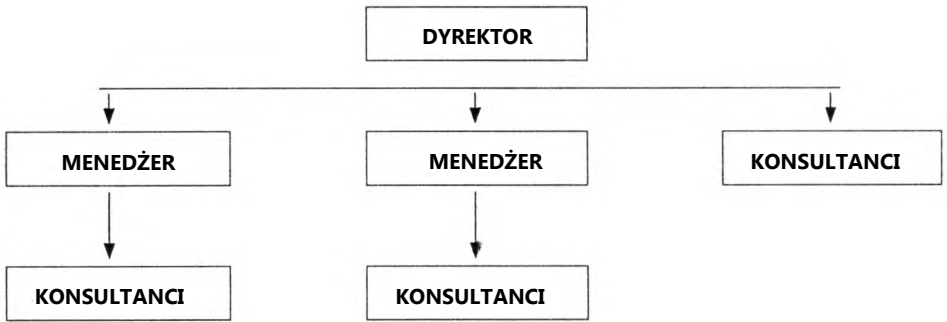 DYREKTOR
MENEDŻER
MENEDŻER
KONSULTANCI
KONSULTANCI
KONSULTANCI